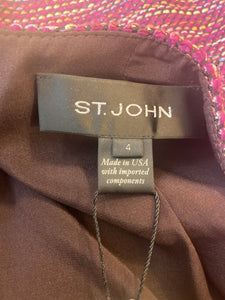 ST. JOHN
4
Made in USA
with imported
components